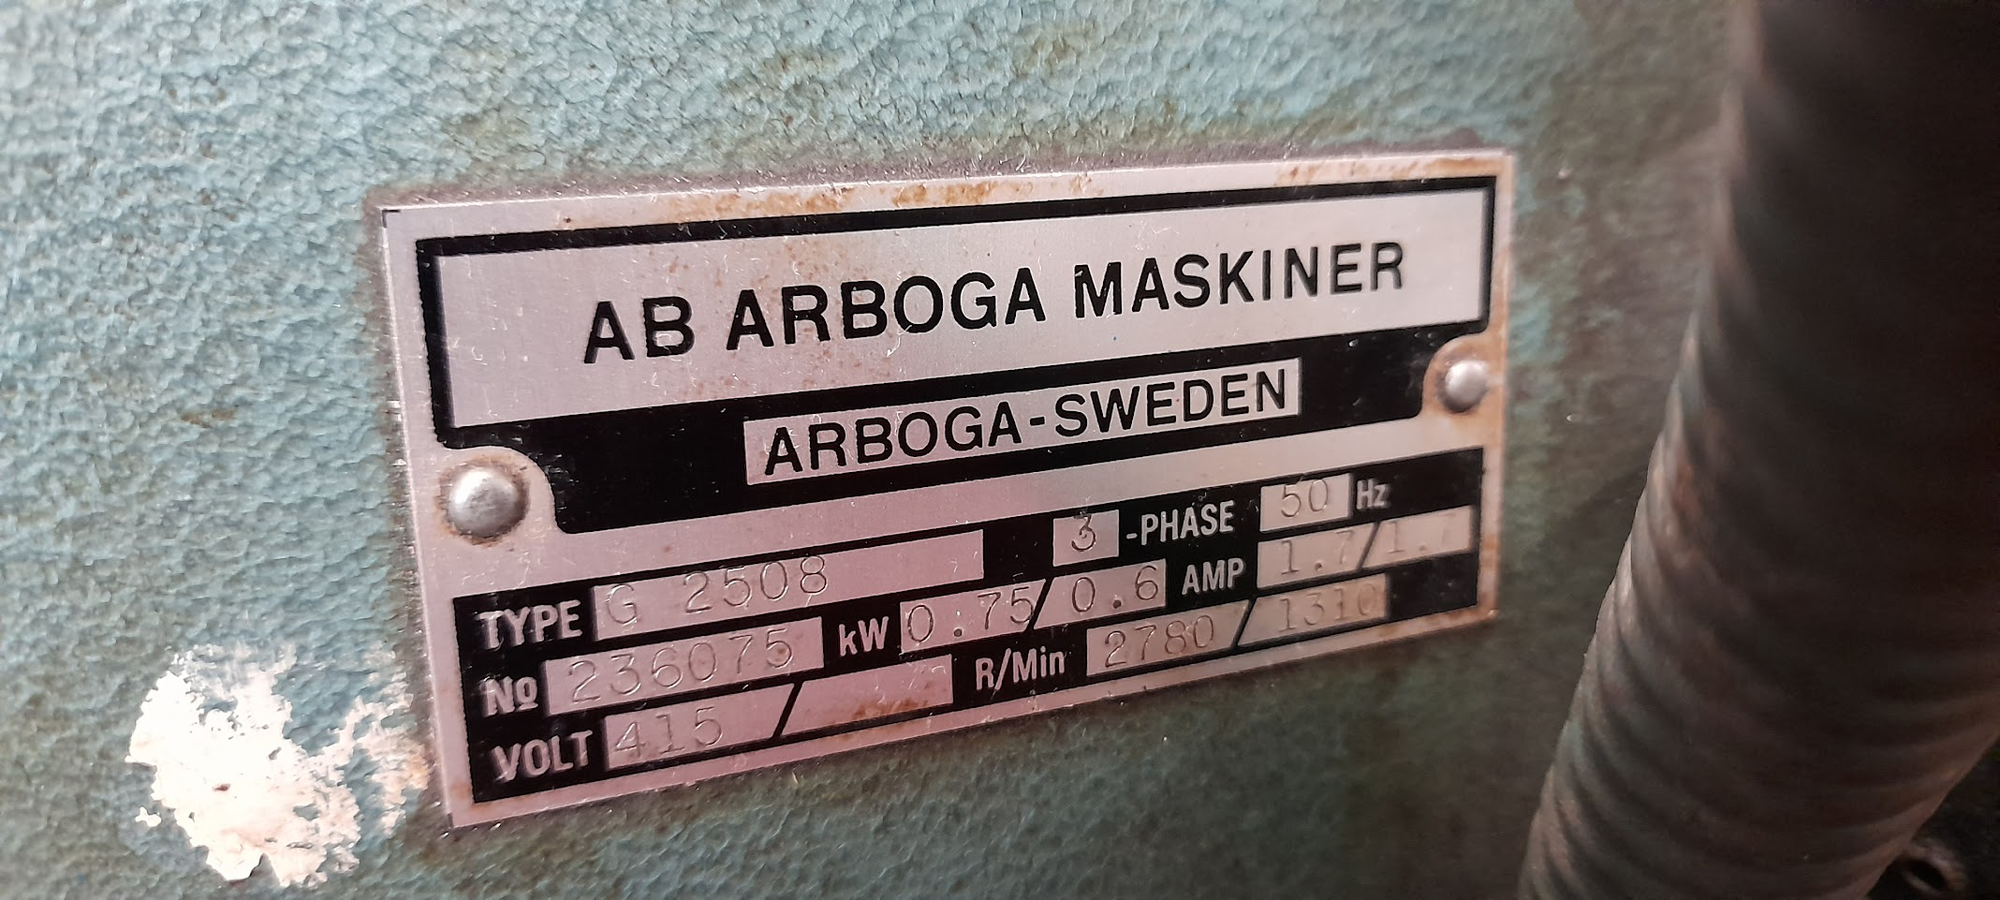 AB ARBOGA MASKINER
ARBOGA-SWEDEN
TYPE G 2508 3 -PHASE 50 Hz
No 236075 kW 0.75/0.6 AMP 1.7/1.7
VOLT 415 / R/Min 2780/1310